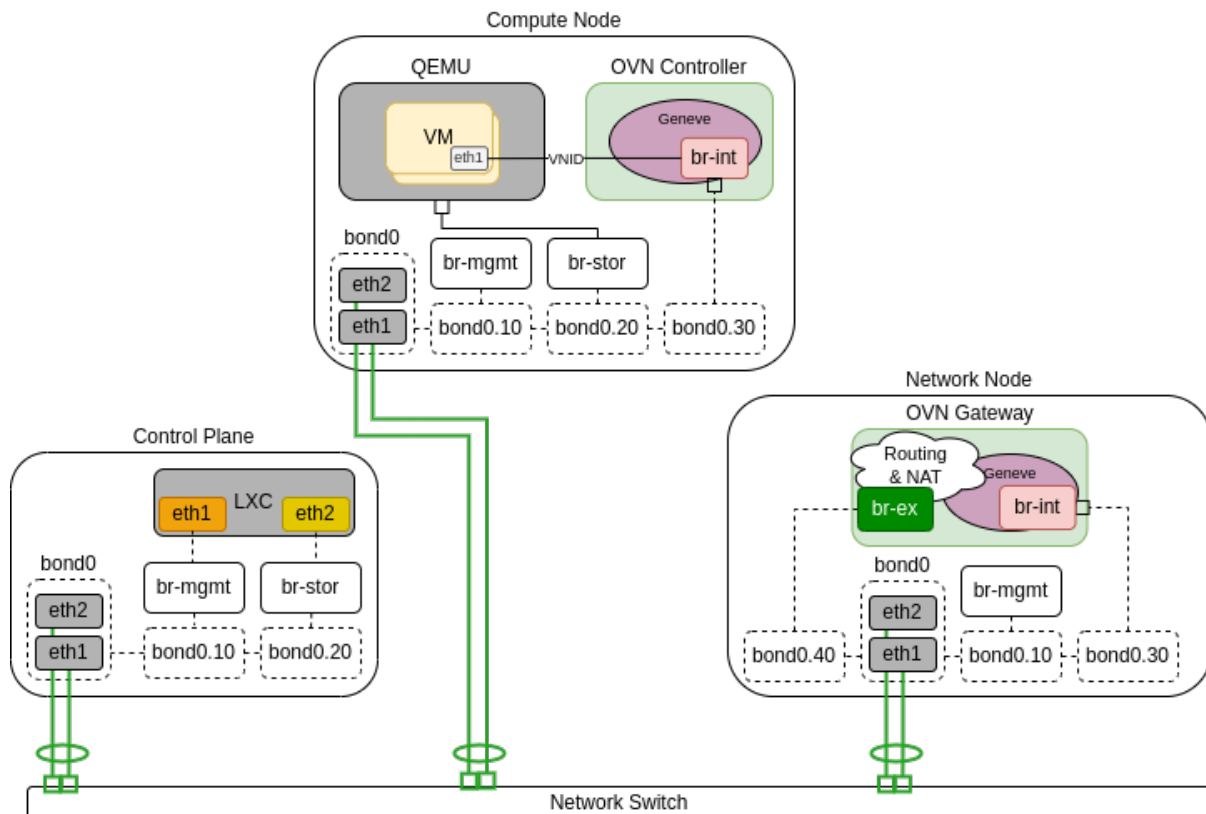 Compute Node
QEMU
OVN Controller
VM
eth1
VNID
Geneve
br-int
bond0
eth2
eth1
br-mgmt
br-stor
bond0.10
bond0.20
bond0.30
Control Plane
LXC
eth1
eth2
bond0
eth2
eth1
br-mgmt
br-stor
bond0.10
bond0.20
Network Node
OVN Gateway
Routing
& NAT
Geneve
br-ex
br-int
bond0
eth2
eth1
br-mgmt
bond0.40
bond0.10
bond0.30
Network Switch